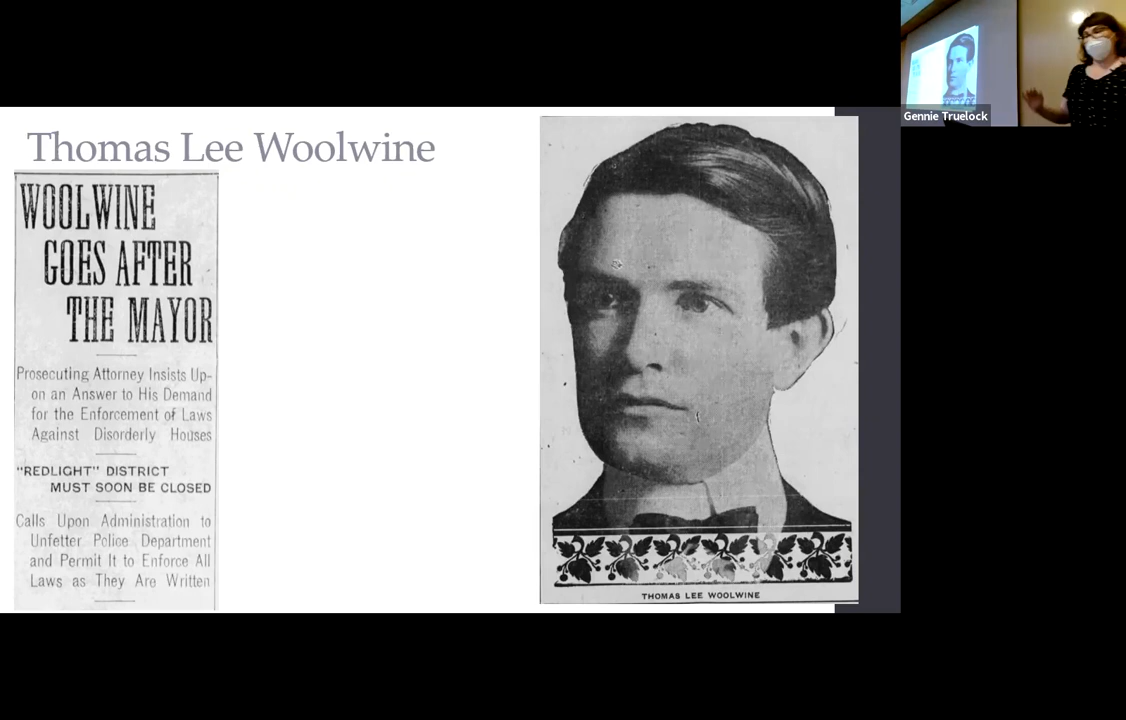 Thomas Lee Woolwine
WOOLWINE
GOES AFTER
THE MAYOR
Prosecuting Attorney Insists Up-
on an Answer to His Demand
for the Enforcement of Laws
Against Disorderly Houses
"REDLIGHT" DISTRICT
MUST SOON BE CLOSED
Calls Upon Administration to
Unfetter Police Department
and Permit It to Enforce All
Laws as They Are Written
THOMAS LEE WOOLWINE
Gennie Truelock